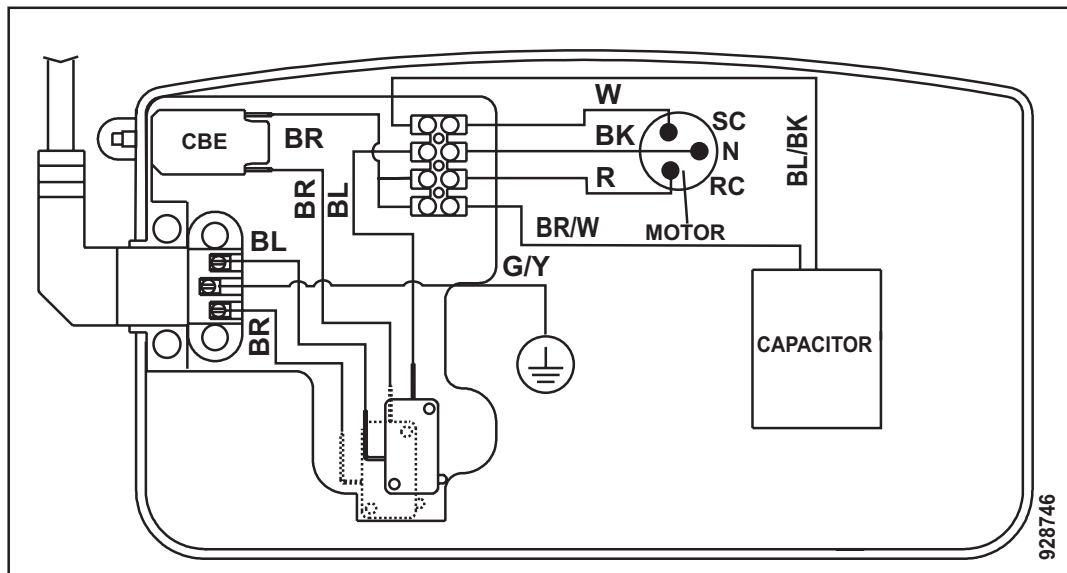 W
SC
CBE
BR
BK
N
BL/BK
R
RC
BR
BL
BR/W
MOTOR
BL
G/Y
BR
CAPACITOR
928746